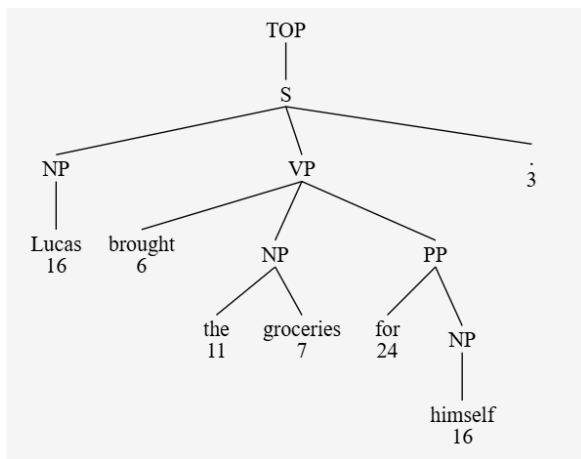 TOP
S
NP VP .
3
Lucas brought
16 6
NP PP
the groceries for
11 7 24
NP
himself
16